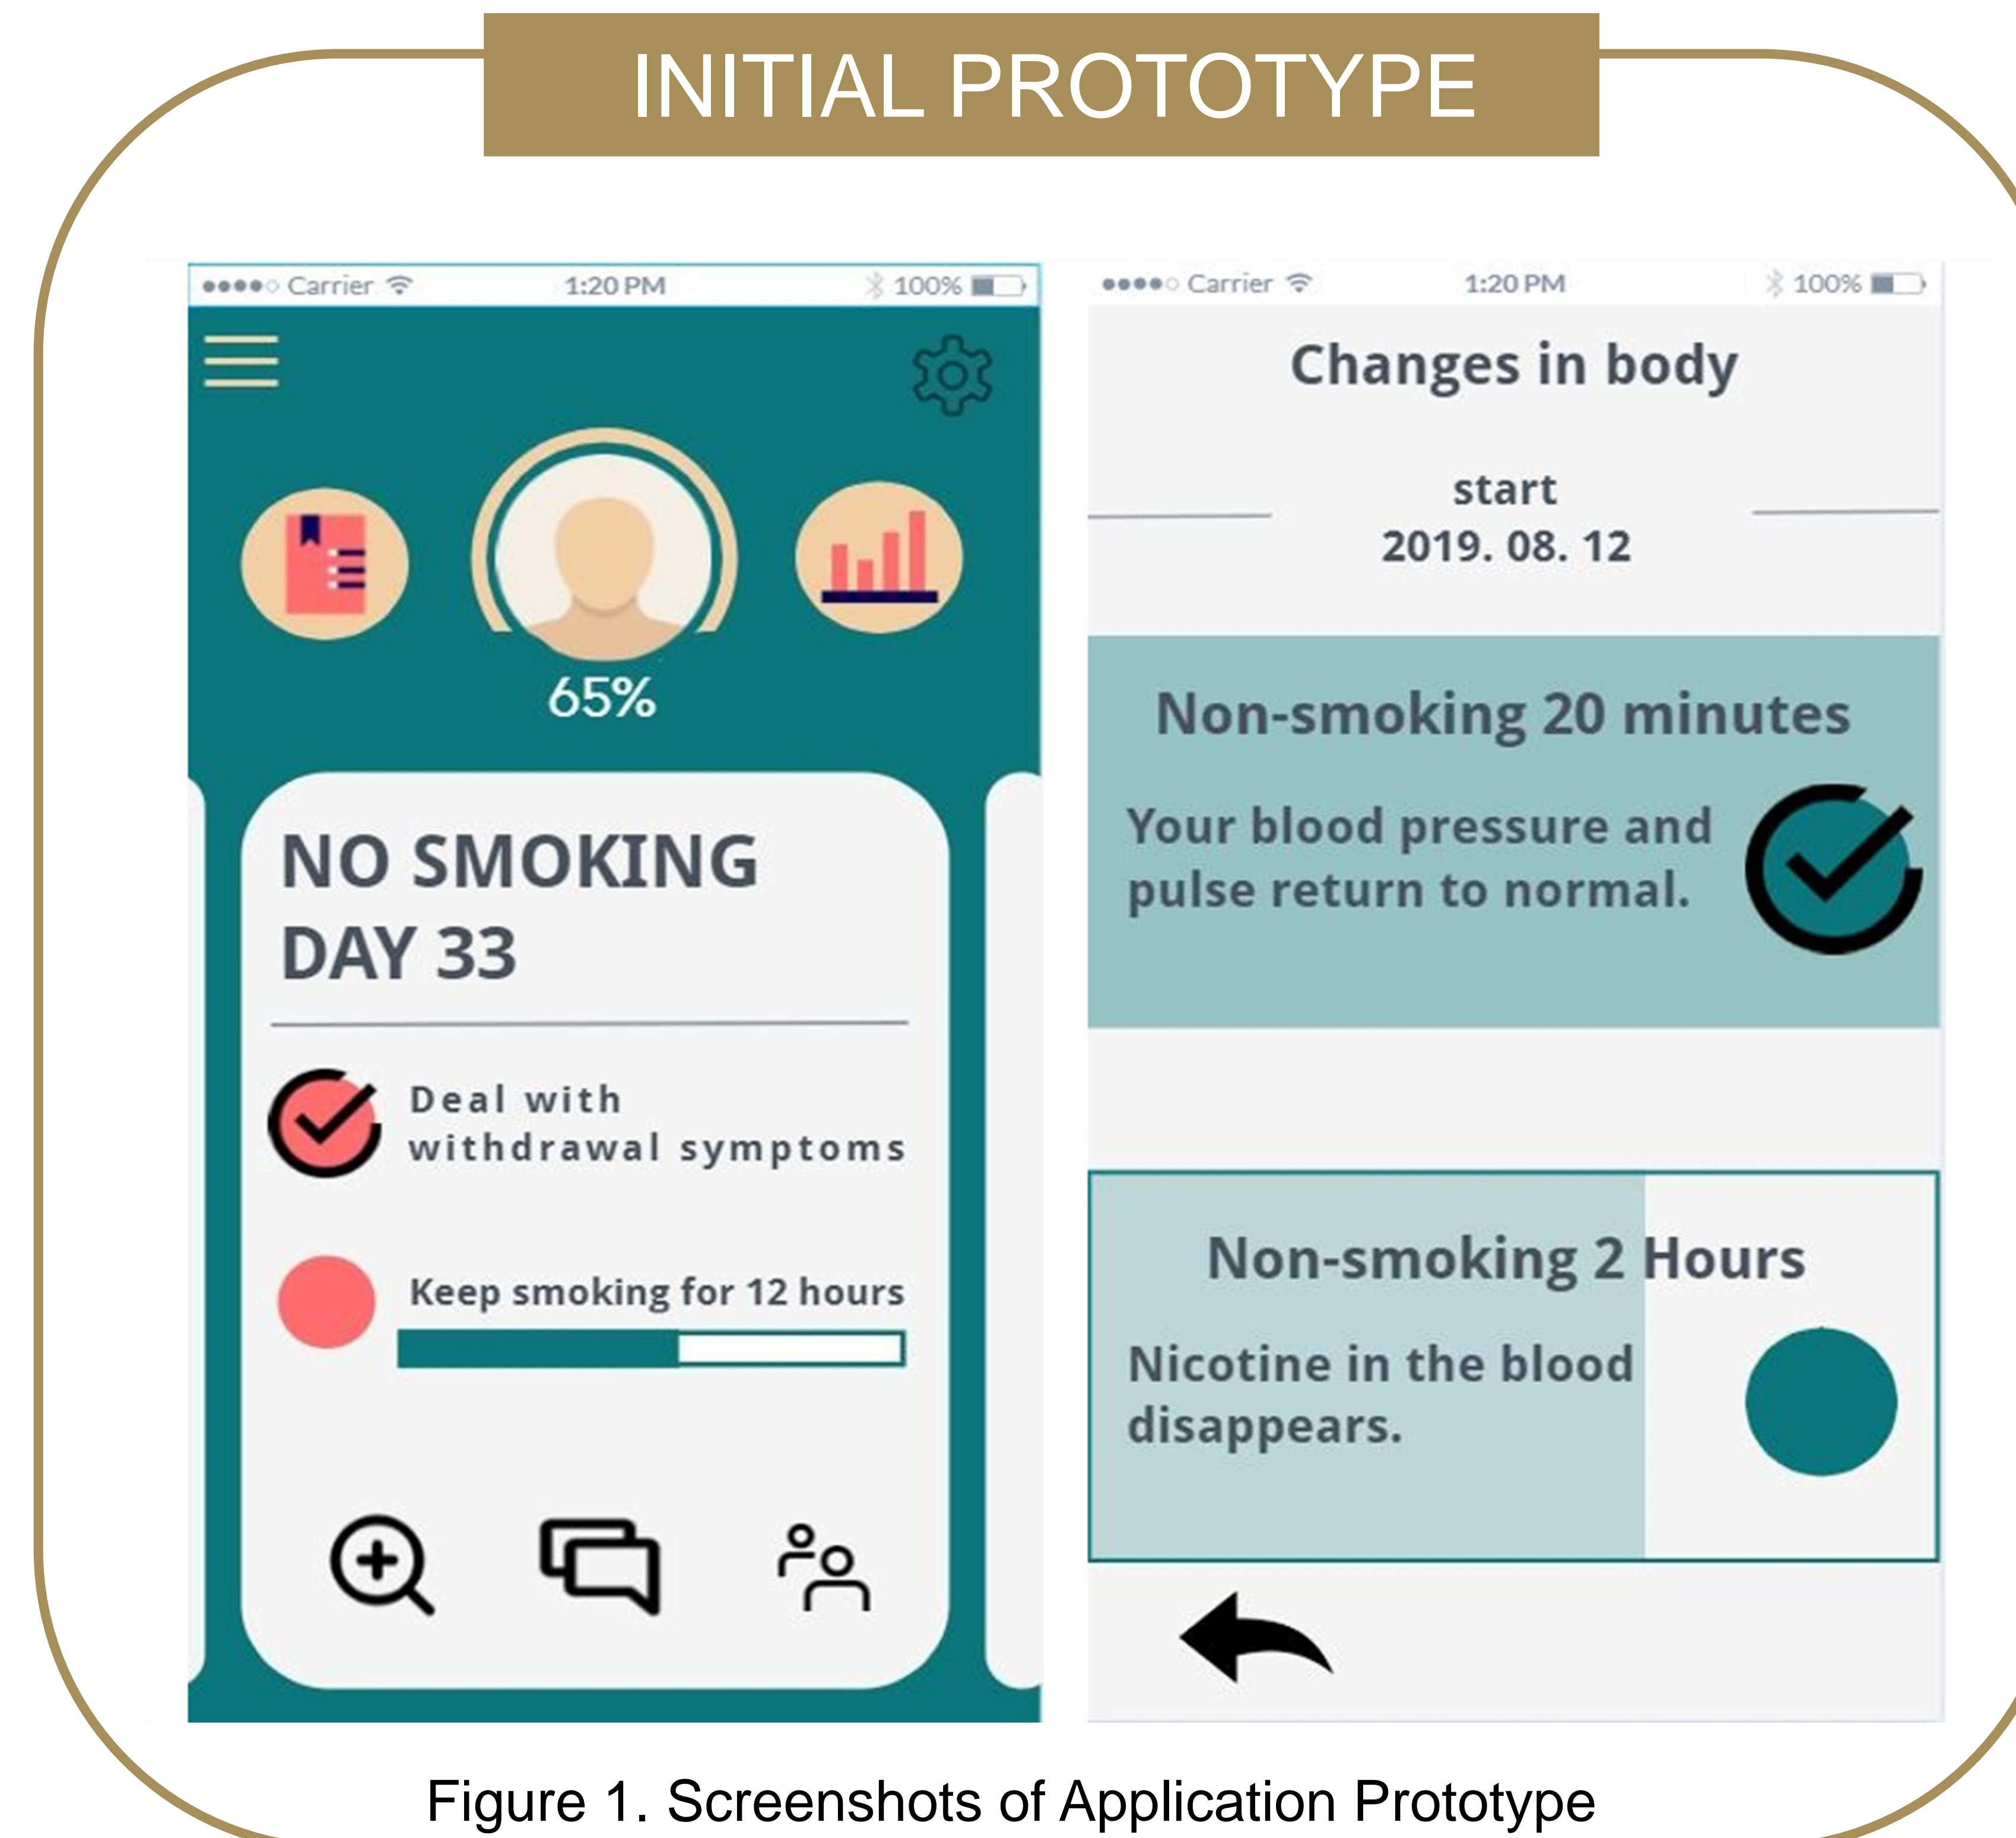 INITIAL PROTOTYPE
Carrier 1:20 PM 100%
65%
NO SMOKING
DAY 33
Deal with
withdrawal symptoms
Keep smoking for 12 hours
Carrier 1:20 PM 100%
Changes in body
start
2019. 08. 12
Non-smoking 20 minutes
Your blood pressure and
pulse return to normal.
Non-smoking 2 Hours
Nicotine in the blood
disappears.
Figure 1. Screenshots of Application Prototype